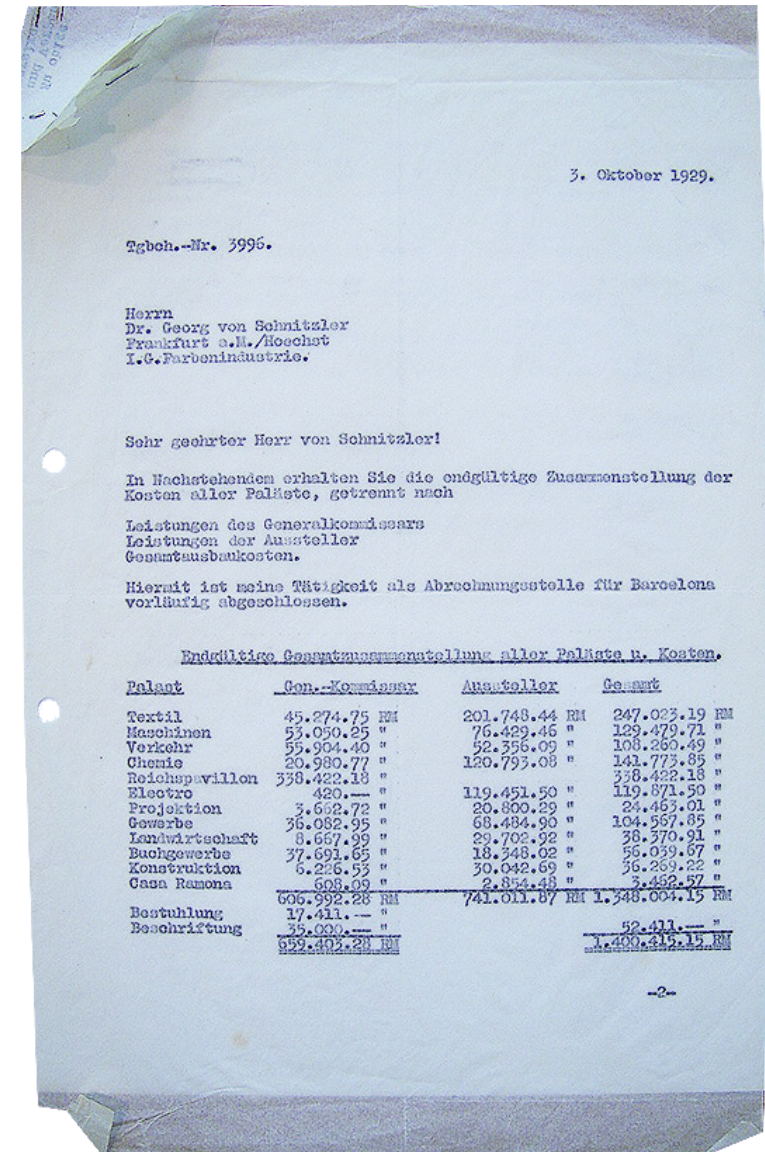 3. Oktober 1929.
Tgbch.--Nr. 3996.
Herrn
Dr. Georg von Schnitzler
Frankfurt a.M./Hoechst
I.G.Farbenindustrie.
Sehr geehrter Herr von Schnitzler!
In Nachstehendem erhalten Sie die endgültige Zusammenstellung der
Kosten aller Paläste, getrennt nach
Leistungen des Generalkommissars
Leistungen der Aussteller
Gesamtausbaukosten.
Hiermit ist meine Tätigkeit als Abrechnungsstelle für Barcelona
vorläufig abgeschlossen.
Endgültige Gesamtzusammenstellung aller Paläste u. Kosten.
Palast Gen.-Kommissar Aussteller Gesamt
Textil 45.274.75 RM 201.748.44 RM 247.023.19 RM
Maschinen 53.050.25 " 76.429.46 " 129.479.71 "
Verkehr 55.904.40 " 52.356.09 " 108.260.49 "
Chemie 20.980.77 " 120.793.08 " 141.773.85 "
Reichspavillon 338.422.18 " 338.422.18 "
Electro 420.-- " 119.451.50 " 119.871.50 "
Projektion 3.662.72 " 20.800.29 " 24.463.01 "
Gewerbe 36.082.95 " 68.484.90 " 104.567.85 "
Landwirtschaft 8.667.99 " 29.702.92 " 38.370.91 "
Buchgewerbe 37.691.65 " 18.348.02 " 56.039.67 "
Konstruktion 6.226.53 " 30.042.69 " 36.269.22 "
Casa Ramona 608.09 " 2.854.48 " 3.462.57 "
606.992.28 RM 741.011.87 RM 1.348.004.15 RM
Bestuhlung 17.411.-- "
Beschriftung 35.000.-- " 52.411.-- "
659.403.28 RM 1.400.415.15 RM
-2-